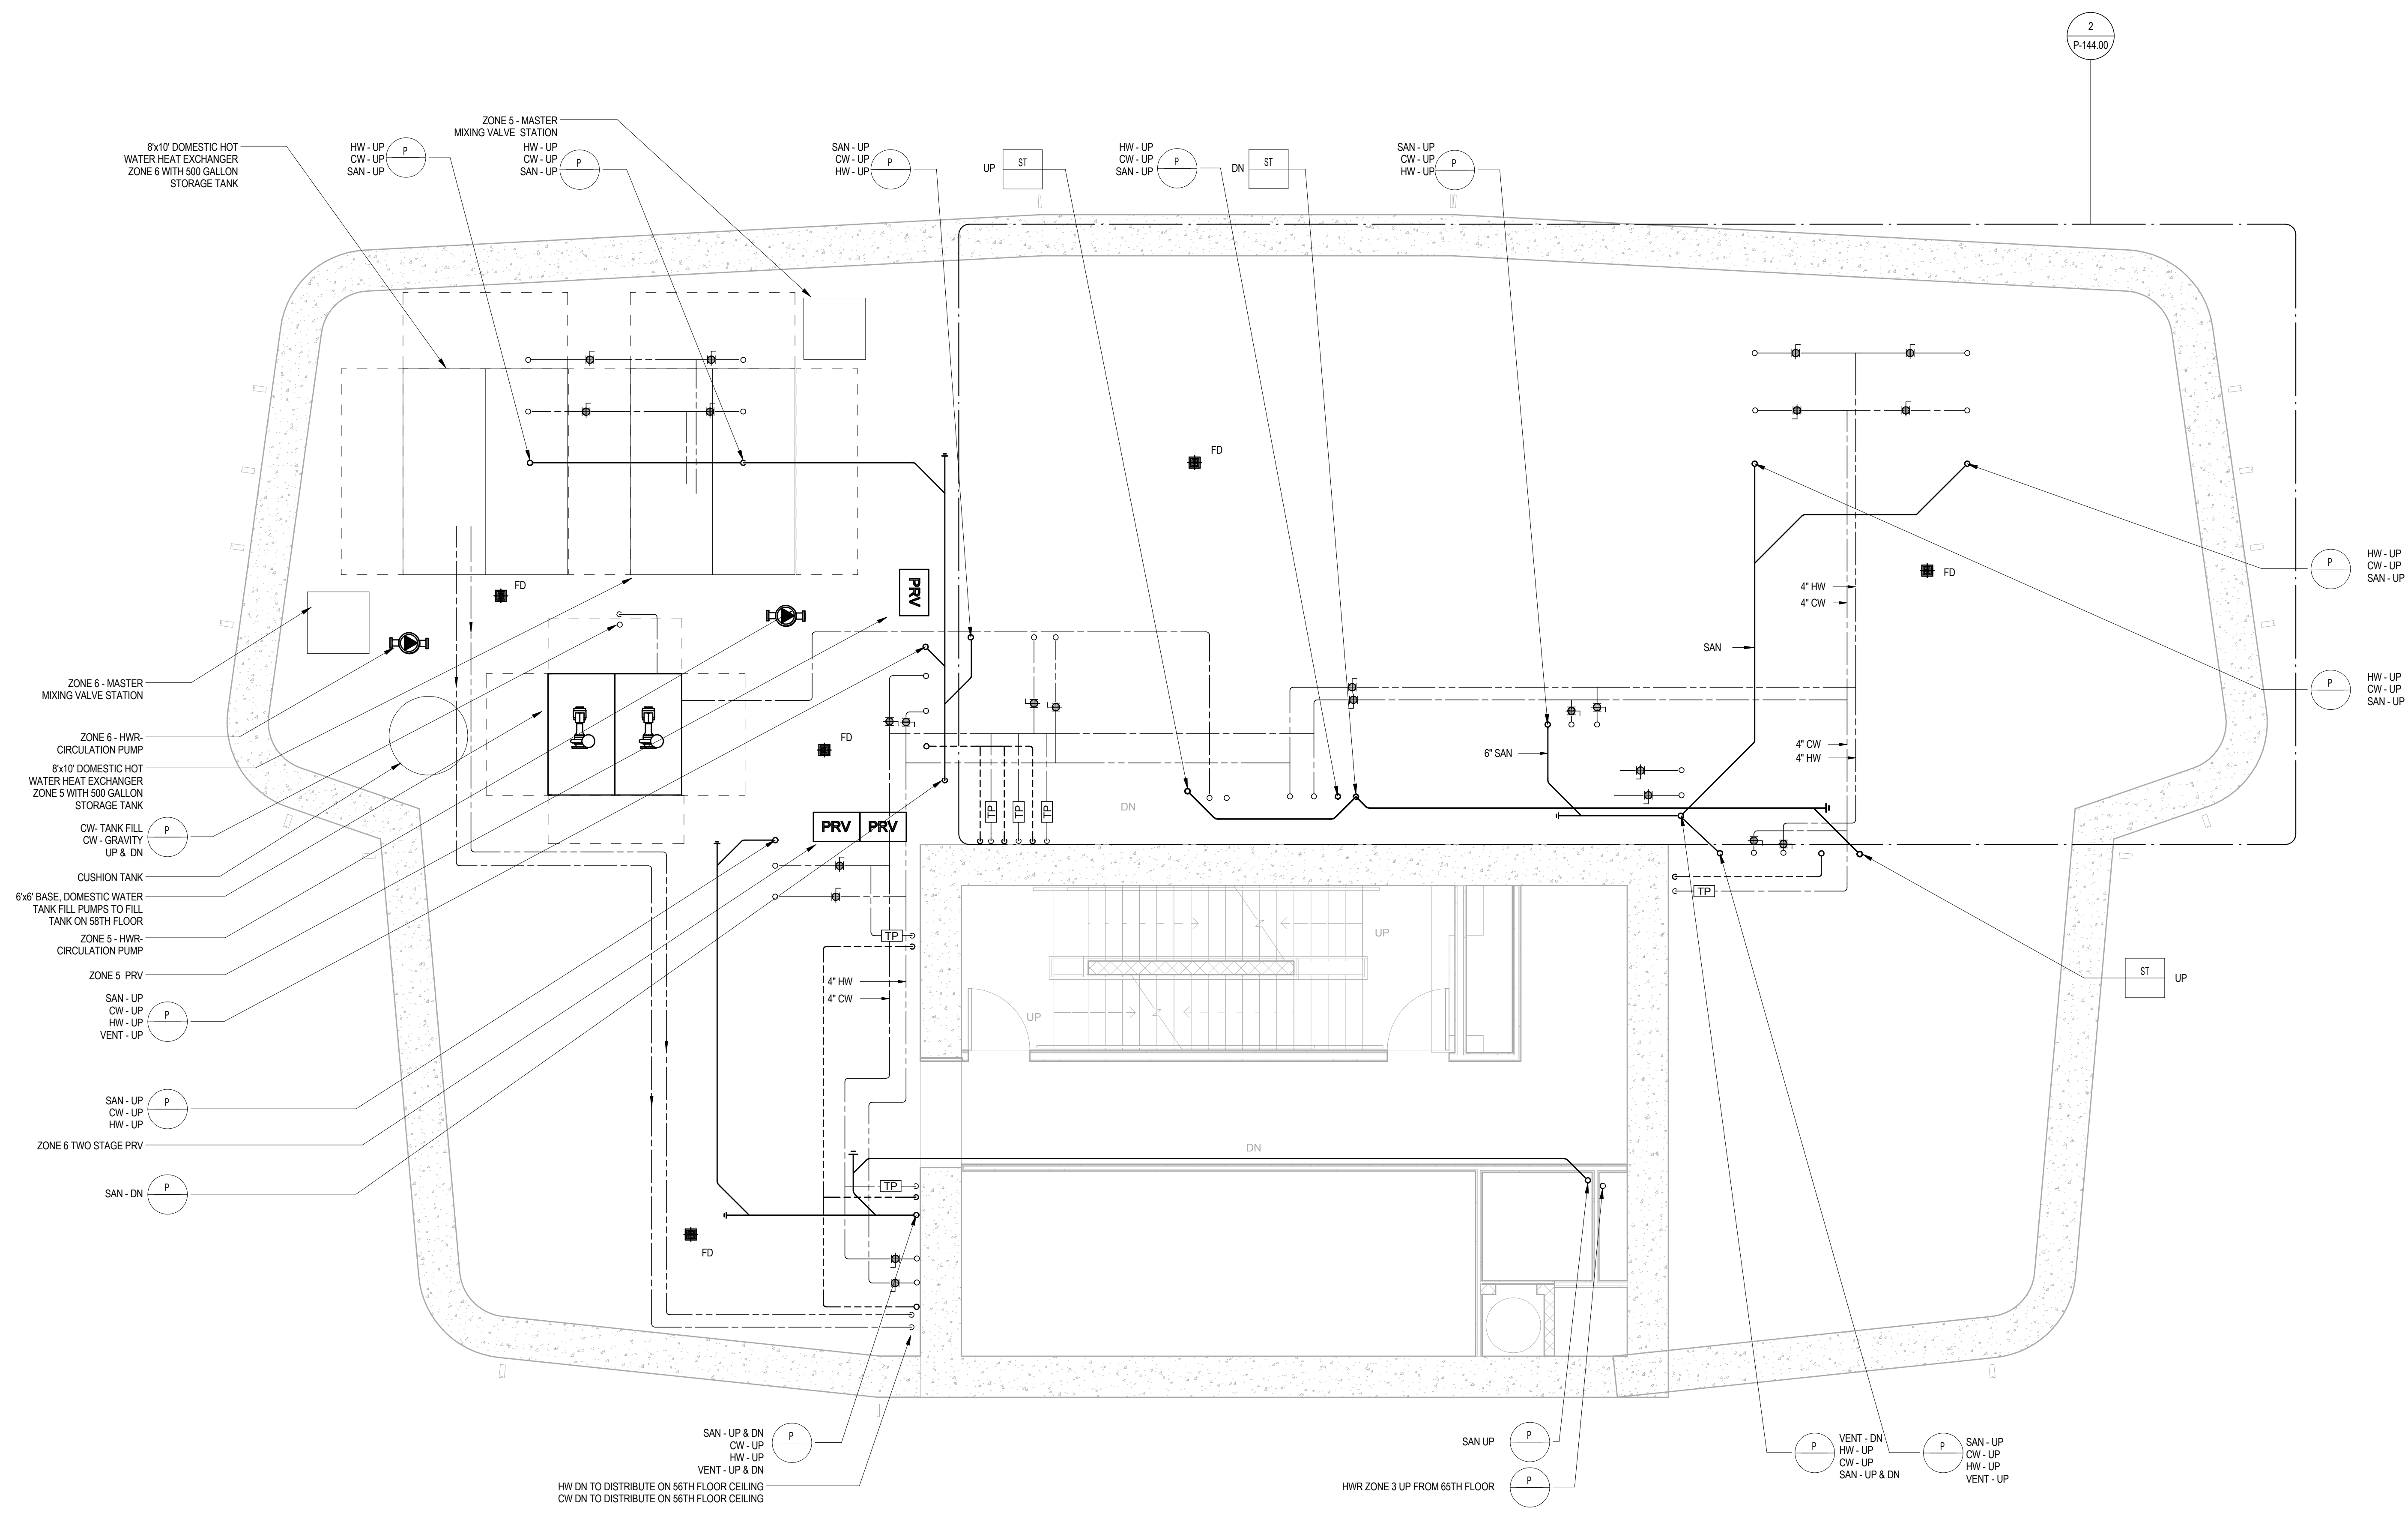 2
P-144.00
ZONE 5 - MASTER
MIXING VALVE STATION
8'x10' DOMESTIC HOT
WATER HEAT EXCHANGER
ZONE 6 WITH 500 GALLON
STORAGE TANK
HW - UP
CW - UP
SAN - UP
P
HW - UP
CW - UP
SAN - UP
P
SAN - UP
CW - UP
HW - UP
P
UP
ST
HW - UP
CW - UP
SAN - UP
P
DN
ST
SAN - UP
CW - UP
HW - UP
P
FD
FD
FD
PRV
4" HW
4" CW
SAN
P
HW - UP
CW - UP
SAN - UP
P
HW - UP
CW - UP
SAN - UP
ZONE 6 - MASTER
MIXING VALVE STATION
ZONE 6 - HWR-
CIRCULATION PUMP
8'x10' DOMESTIC HOT
WATER HEAT EXCHANGER
ZONE 5 WITH 500 GALLON
STORAGE TANK
CW- TANK FILL
CW - GRAVITY
UP & DN
P
CUSHION TANK
6'x6' BASE, DOMESTIC WATER
TANK FILL PUMPS TO FILL
TANK ON 58TH FLOOR
ZONE 5 - HWR-
CIRCULATION PUMP
ZONE 5 PRV
SAN - UP
CW - UP
HW - UP
VENT - UP
P
SAN - UP
CW - UP
HW - UP
P
ZONE 6 TWO STAGE PRV
SAN - DN
P
FD
6" SAN
4" CW
4" HW
TP
TP
TP
DN
PRV
PRV
TP
TP
4" HW
4" CW
UP
UP
ST
UP
DN
TP
FD
SAN - UP & DN
CW - UP
HW - UP
VENT - UP & DN
P
HW DN TO DISTRIBUTE ON 56TH FLOOR CEILING
CW DN TO DISTRIBUTE ON 56TH FLOOR CEILING
SAN UP
P
HWR ZONE 3 UP FROM 65TH FLOOR
P
P
VENT - DN
HW - UP
CW - UP
SAN - UP & DN
P
SAN - UP
CW - UP
HW - UP
VENT - UP